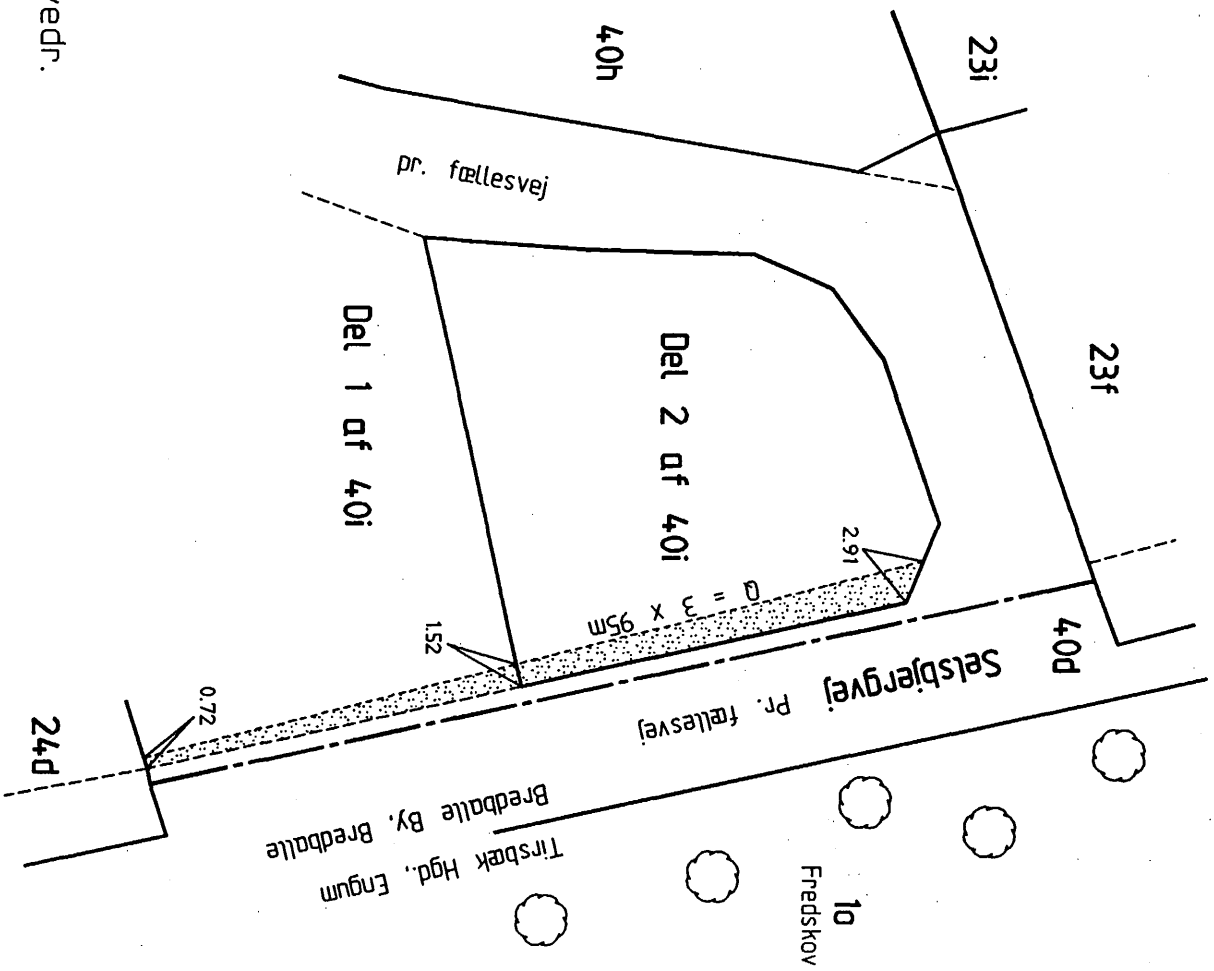 vedr.
40h
23i
pr. fællesvej
23f
Del 1 af 40i
Del 2 af 40i
2.91
Q = 3 x 95m
1.52
0.72
24d
40d
Selsbjergvej Pr. fællesvej
Bredballe By, Bredballe
Tirsbæk Hgd., Engum
1a
Fredskov